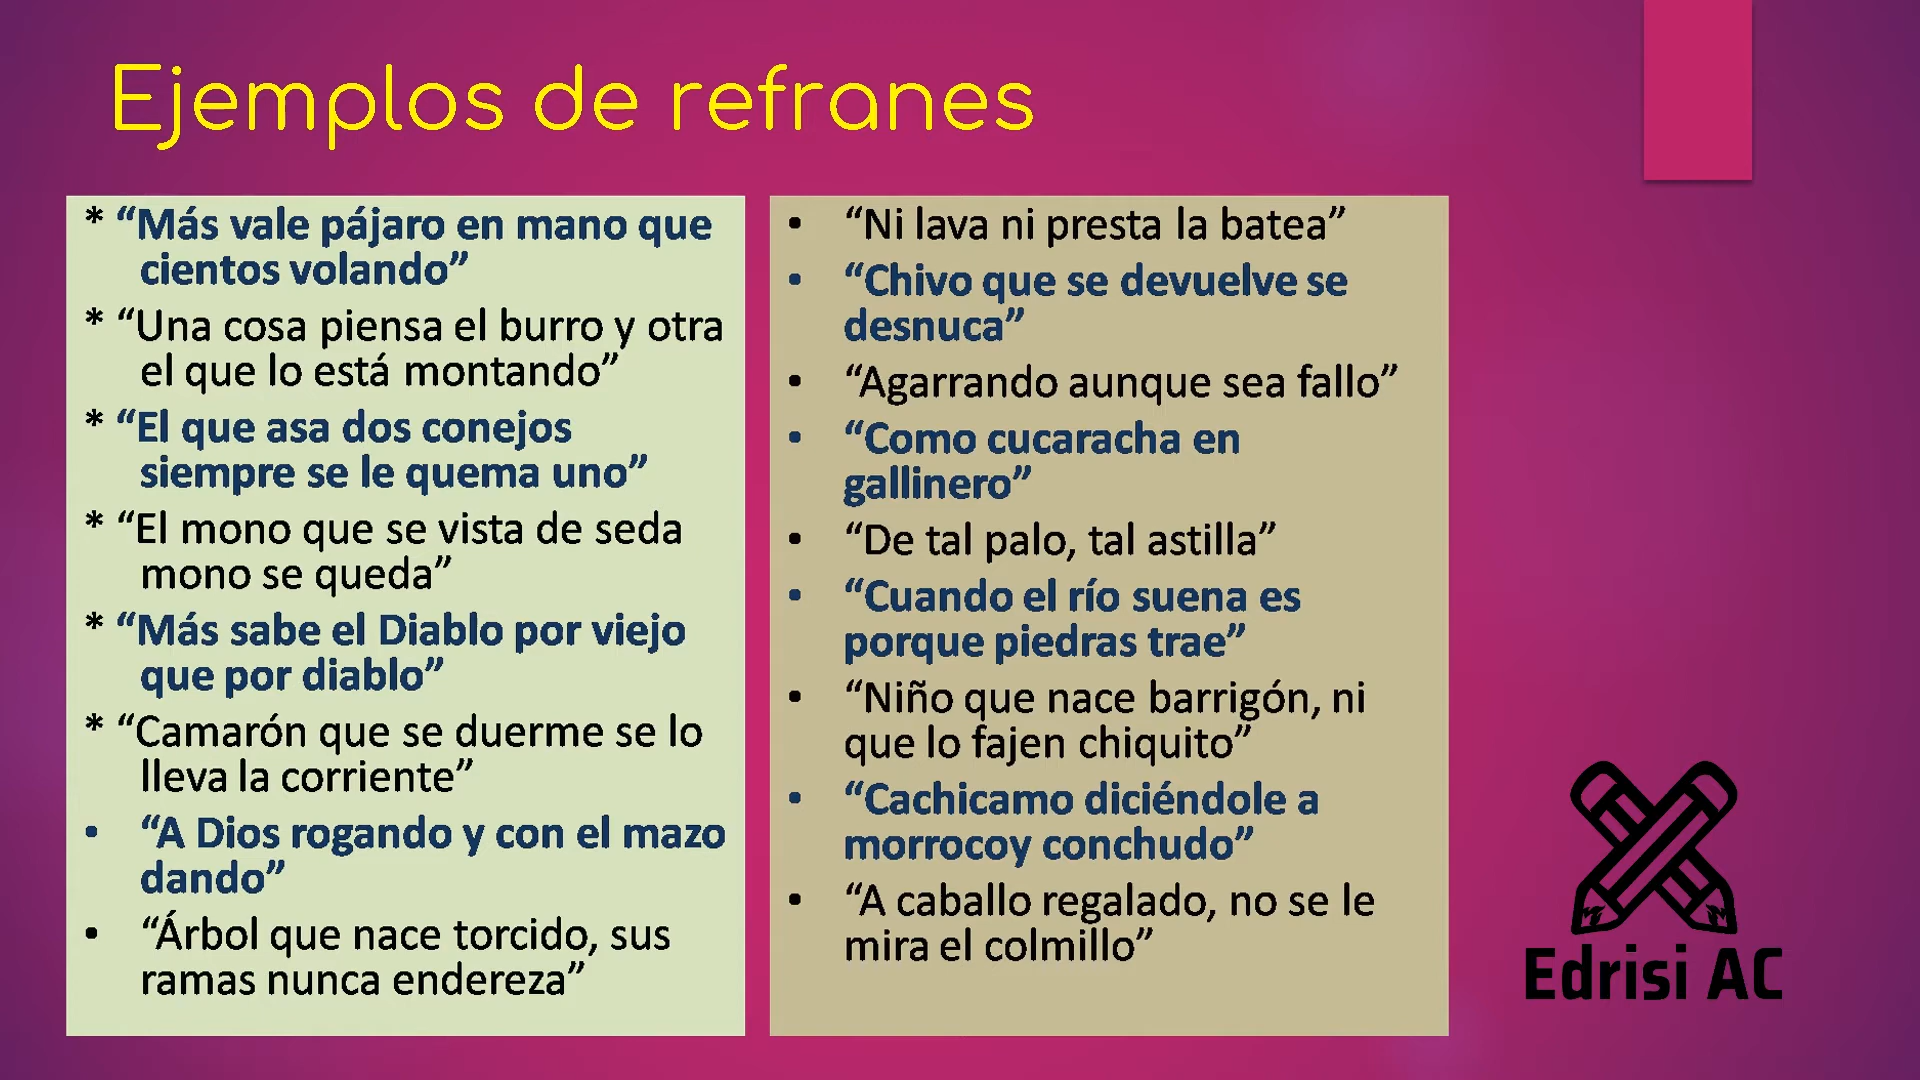 Ejemplos de refranes
* “Más vale pájaro en mano que
cientos volando”
* “Una cosa piensa el burro y otra
el que lo está montando”
* “El que asa dos conejos
siempre se le quema uno”
* “El mono que se vista de seda
mono se queda”
* “Más sabe el Diablo por viejo
que por diablo”
* “Camarón que se duerme se lo
lleva la corriente”
• “A Dios rogando y con el mazo
dando”
• “Árbol que nace torcido, sus
ramas nunca endereza”
• “Ni lava ni presta la batea”
• “Chivo que se devuelve se
desnuca”
• “Agarrando aunque sea fallo”
• “Como cucaracha en
gallinero”
• “De tal palo, tal astilla”
• “Cuando el río suena es
porque piedras trae”
• “Niño que nace barrigón, ni
que lo fajen chiquito”
• “Cachicamo diciéndole a
morrocoy conchudo”
• “A caballo regalado, no se le
mira el colmillo”
Edrisi AC